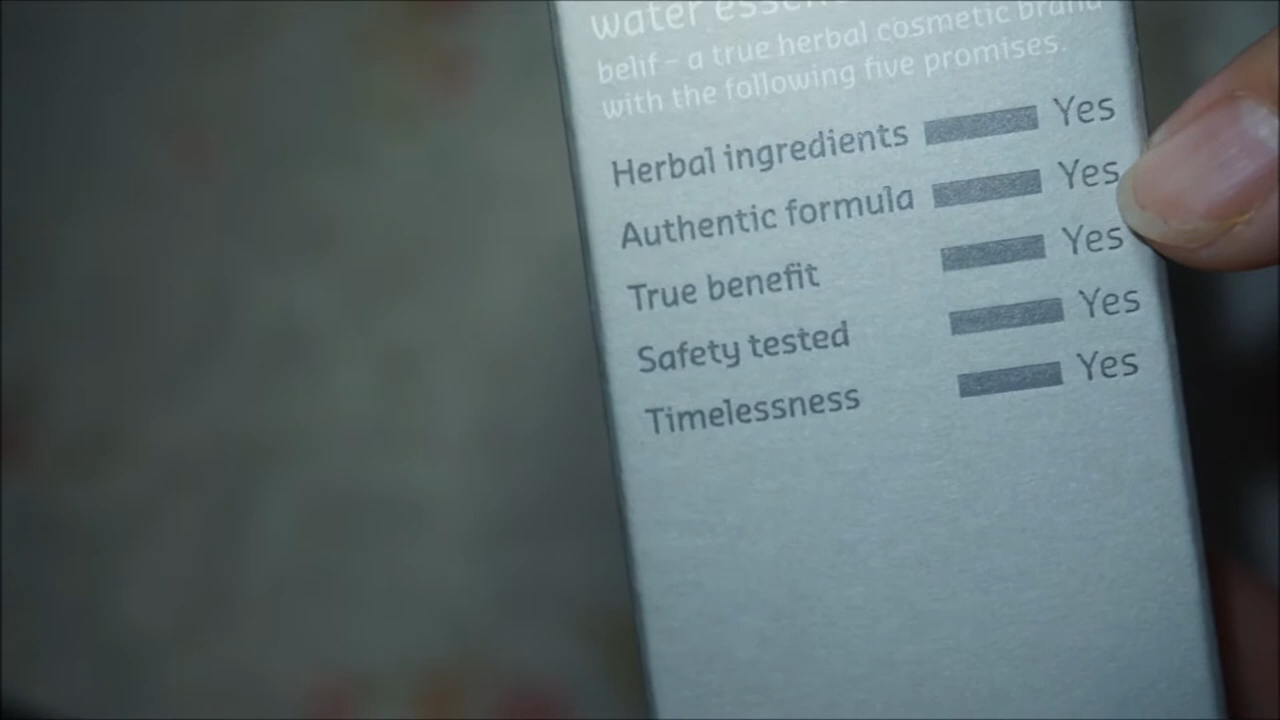 water
belif – a true herbal cosmetic brand
with the following five promises.
Herbal ingredients Yes
Authentic formula Yes
True benefit Yes
Safety tested Yes
Timelessness Yes